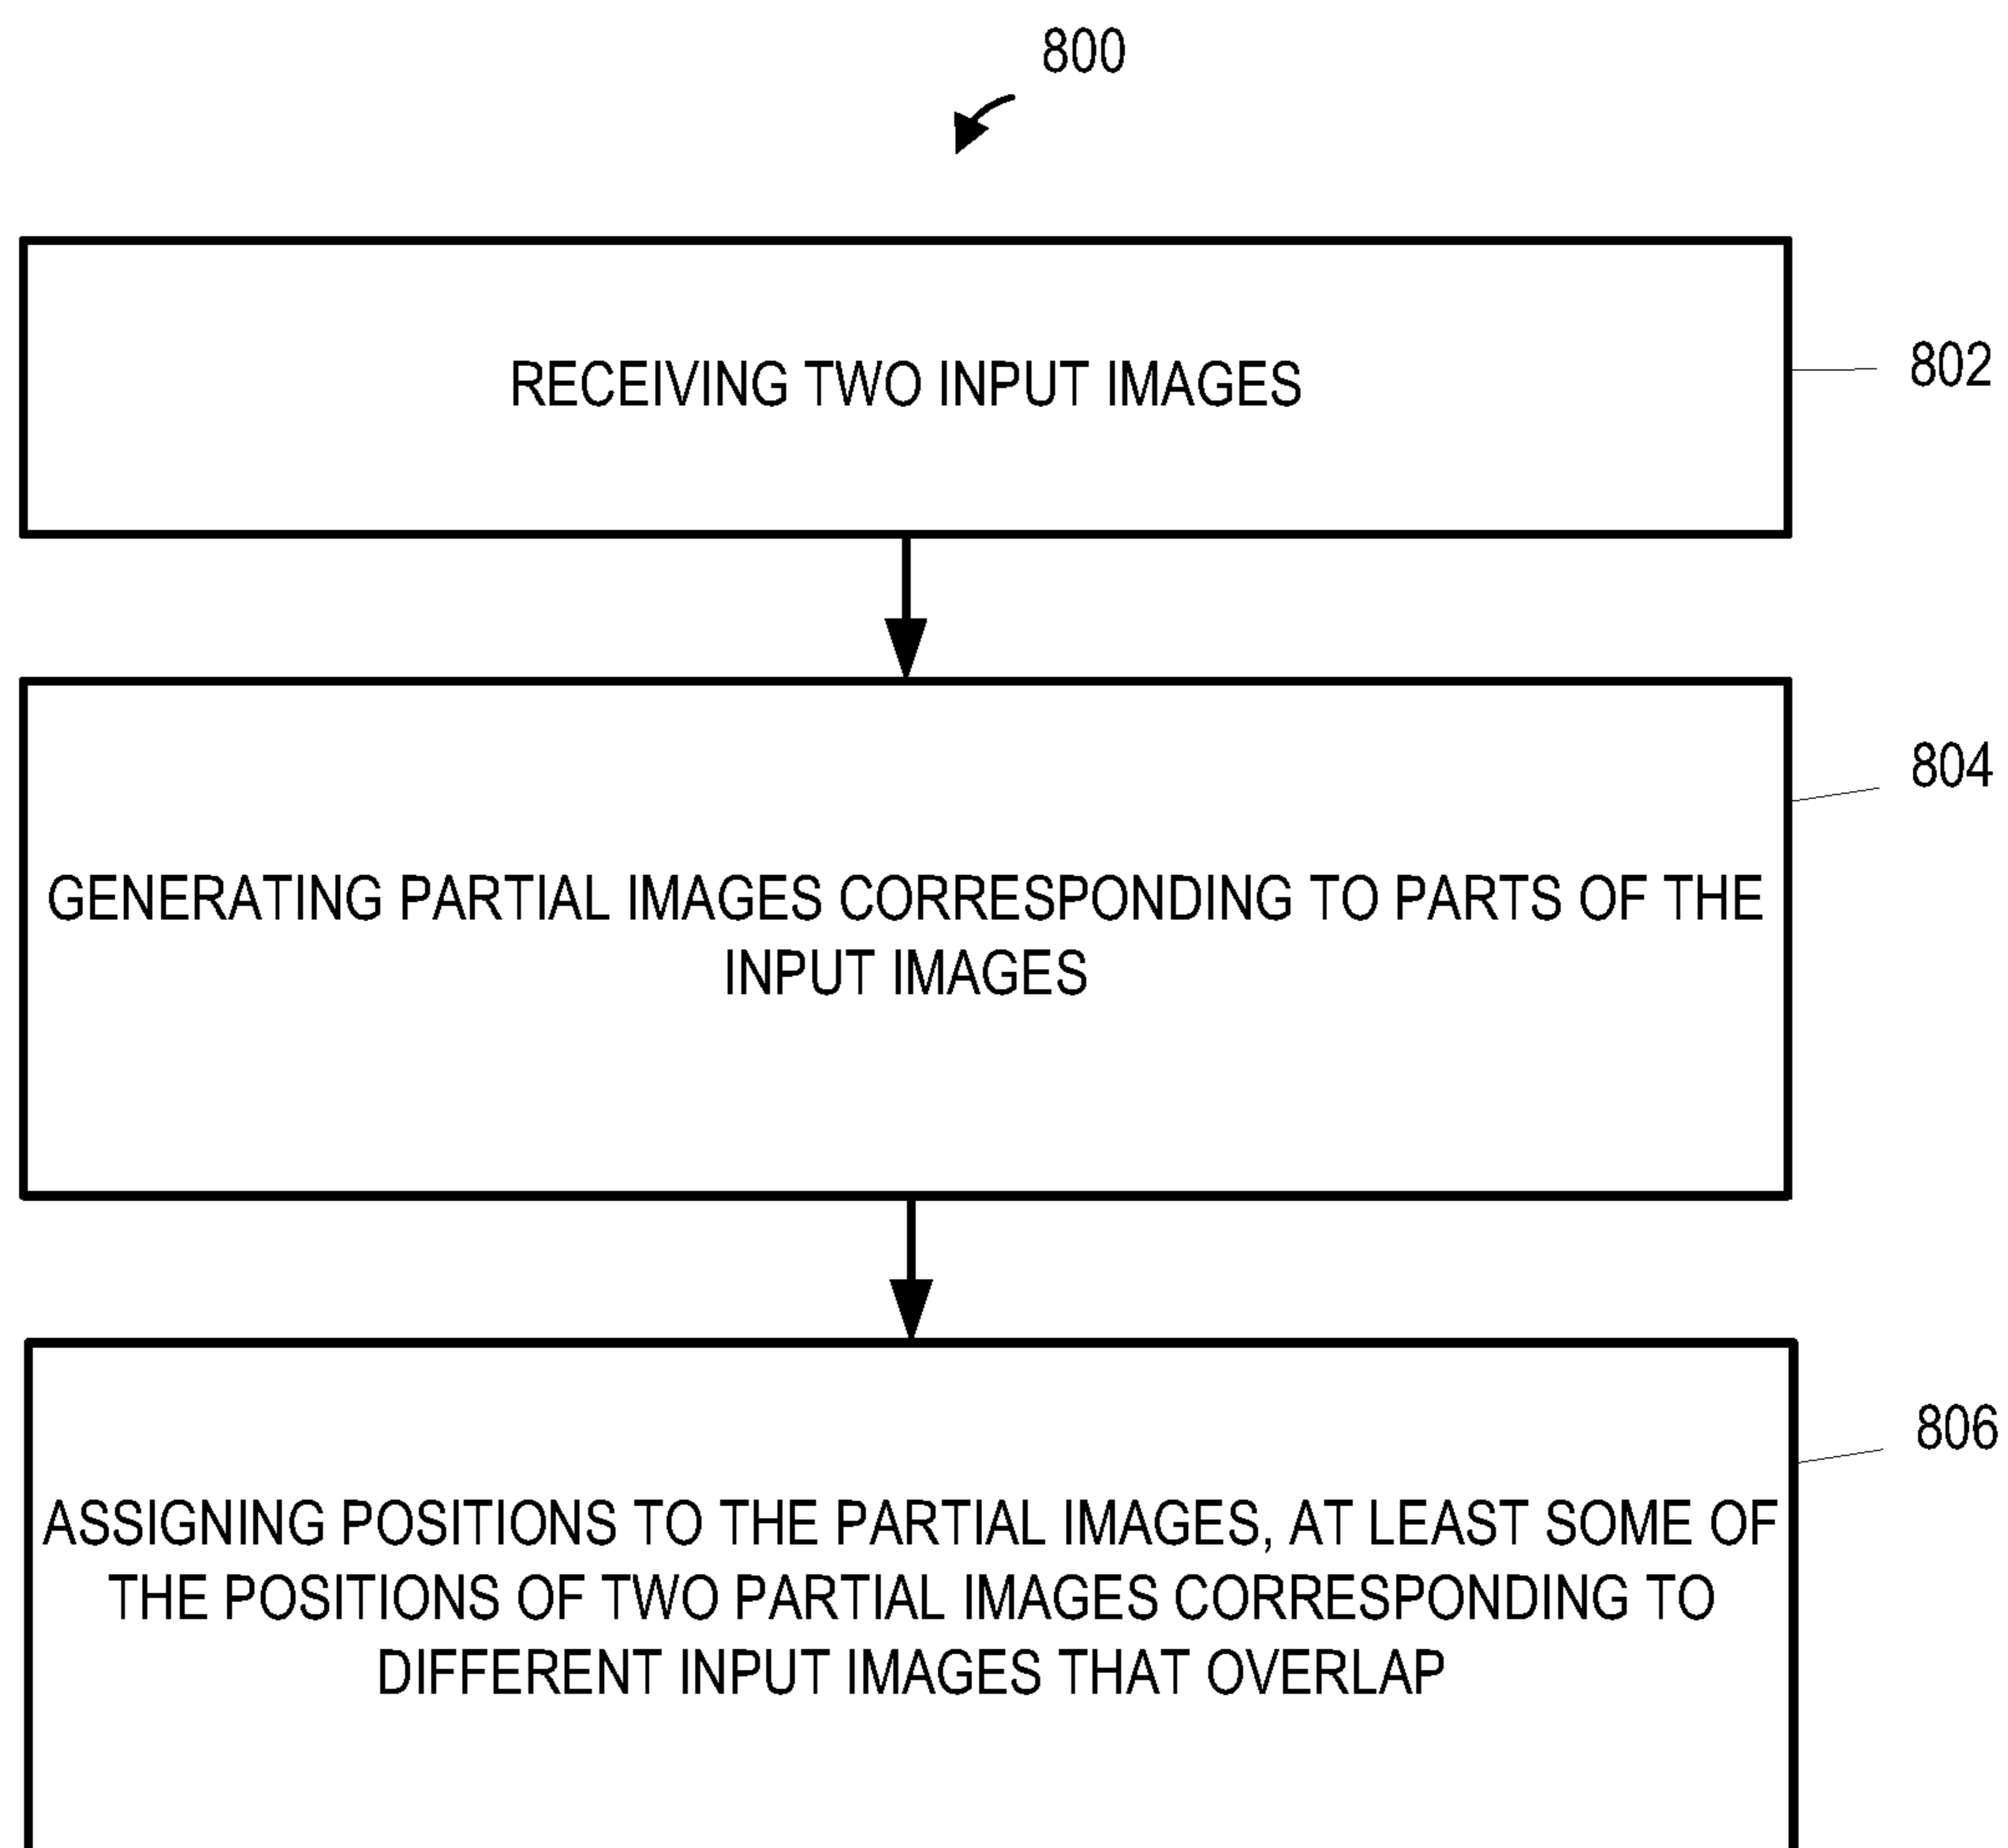 800
RECEIVING TWO INPUT IMAGES
802
804
GENERATING PARTIAL IMAGES CORRESPONDING TO PARTS OF THE
INPUT IMAGES
806
ASSIGNING POSITIONS TO THE PARTIAL IMAGES, AT LEAST SOME OF
THE POSITIONS OF TWO PARTIAL IMAGES CORRESPONDING TO
DIFFERENT INPUT IMAGES THAT OVERLAP